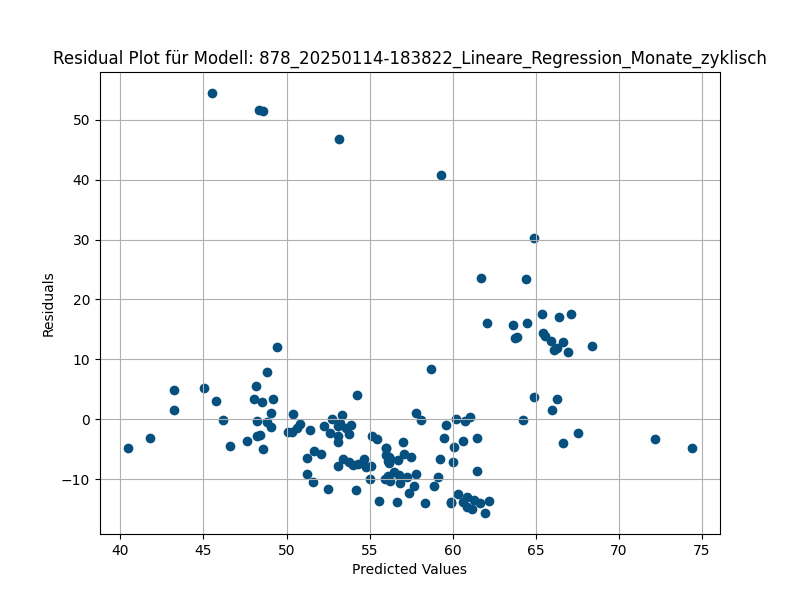 Residual Plot für Modell: 878_20250114-183822_Lineare_Regression_Monate_zyklisch
50
40
30
20
10
0
−10
Residuals
40 45 50 55 60 65 70 75
Predicted Values